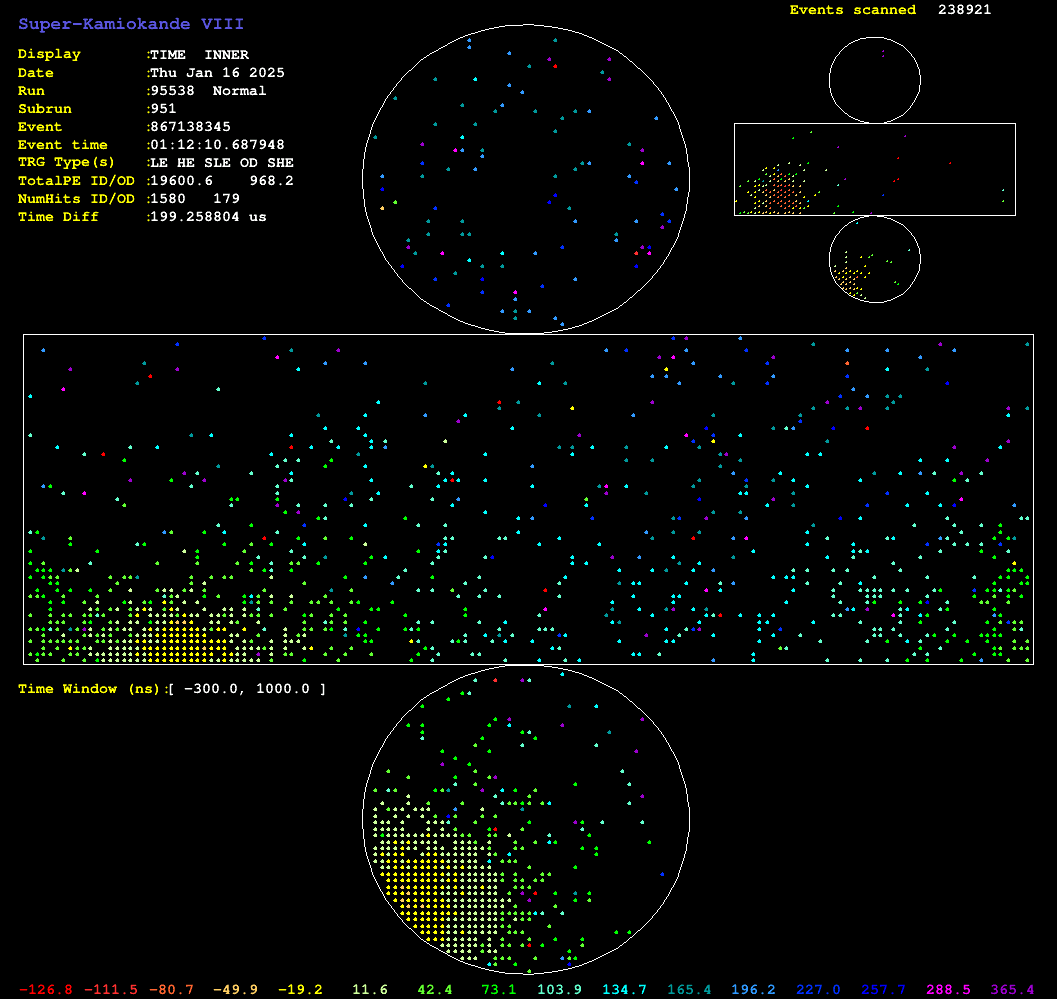 Super-Kamiokande VIII
Events scanned 238921
Display :TIME INNER
Date :Thu Jan 16 2025
Run :95538 Normal
Subrun :951
Event :867138345
Event time :01:12:10.687948
TRG Type(s) :LE HE SLE OD SHE
TotalPE ID/OD :19600.6 968.2
NumHits ID/OD :1580 179
Time Diff :199.258804 us
Time Window (ns):[ -300.0, 1000.0 ]
-126.8 -111.5 -80.7 -49.9 -19.2 11.6 42.4 73.1 103.9 134.7 165.4 196.2 227.0 257.7 288.5 365.4